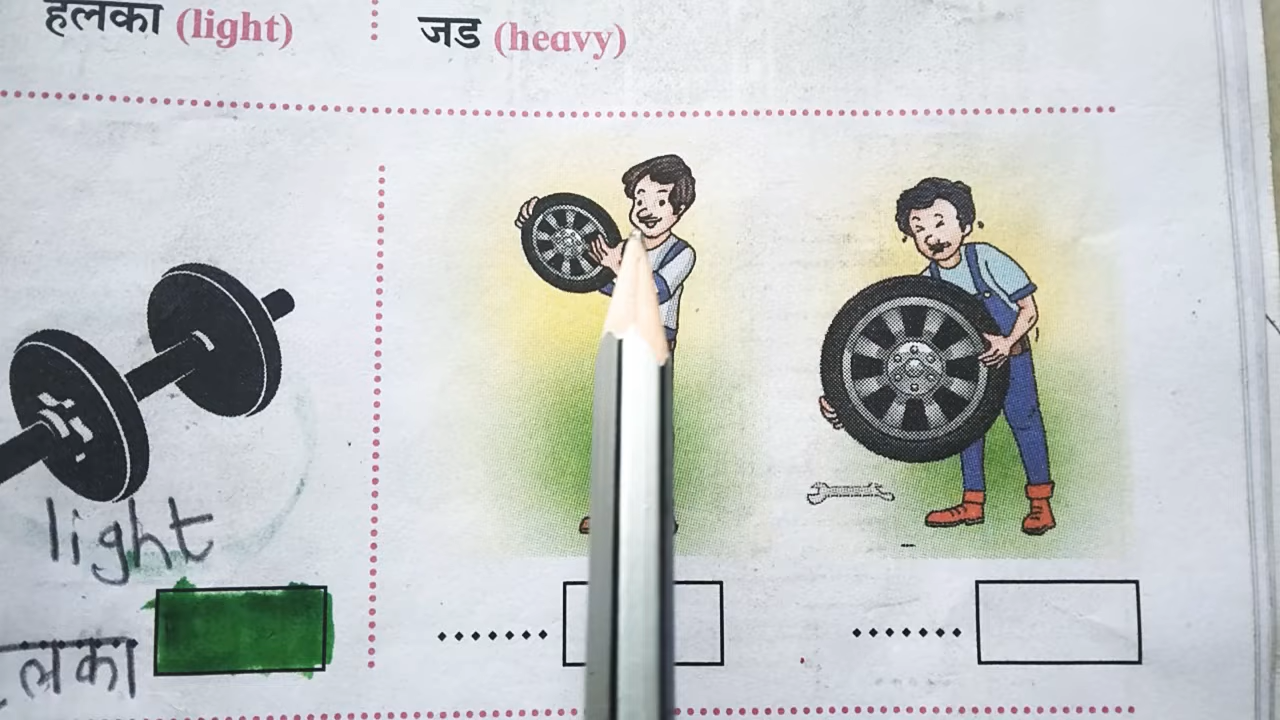 हलका (light)
जड (heavy)
light
लका